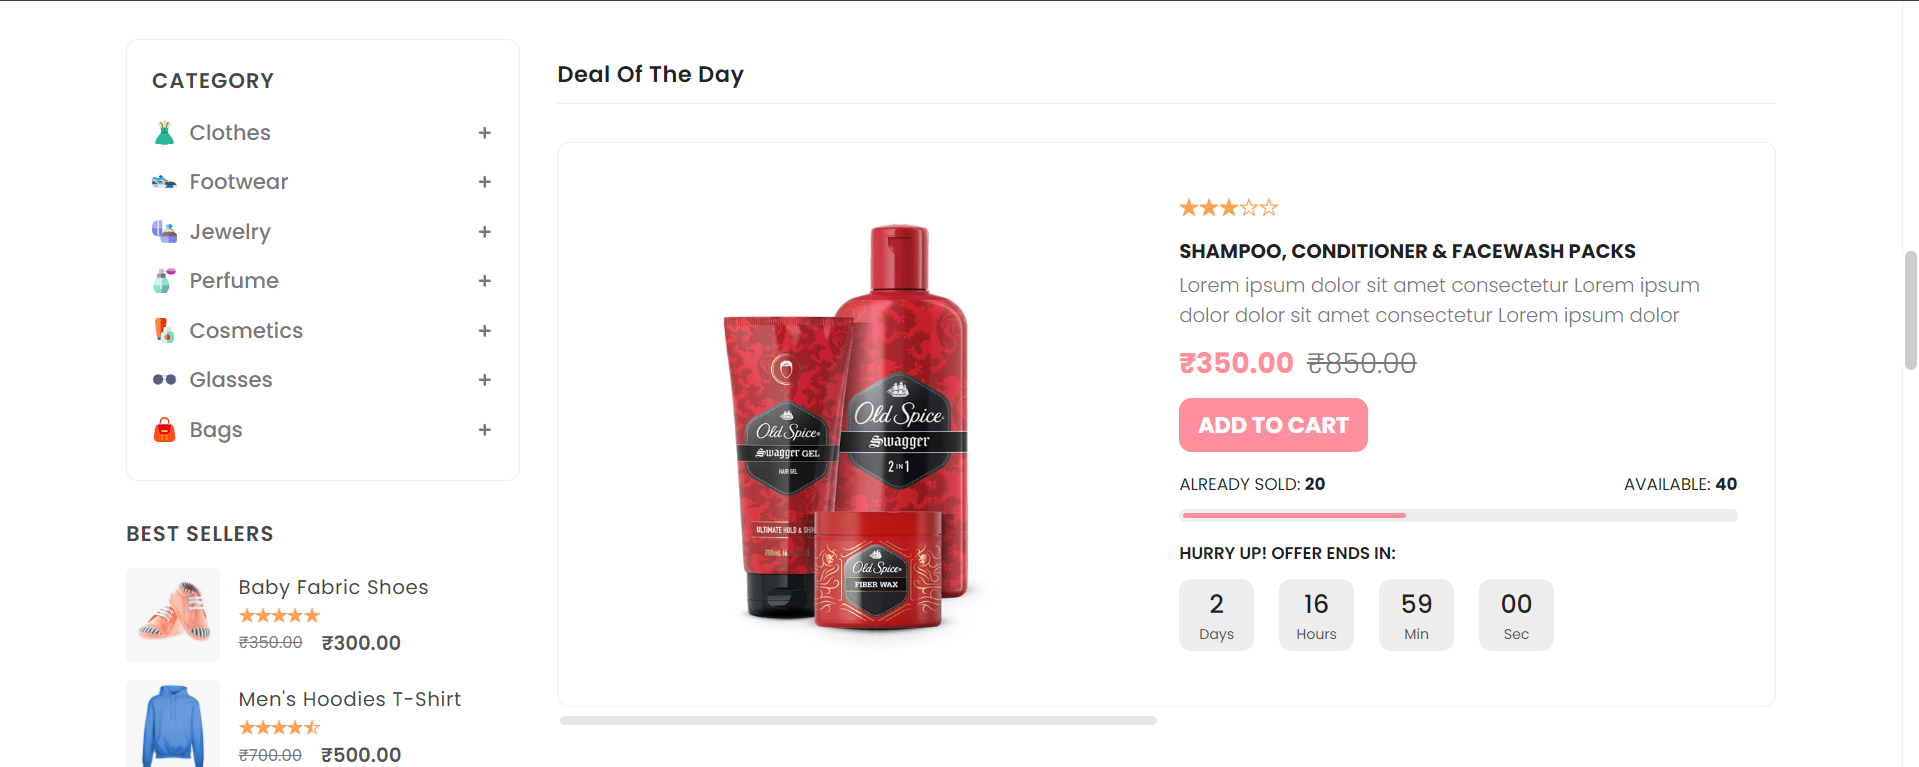 CATEGORY
Clothes +
Footwear +
Jewelry +
Perfume +
Cosmetics +
Glasses +
Bags +
BEST SELLERS
Baby Fabric Shoes
₹350.00 ₹300.00
Men's Hoodies T-Shirt
₹700.00 ₹500.00
Deal Of The Day
Old Spice
Swagger GEL
HAIR GEL
ULTIMATE HOLD & SHIN
200mL
Old Spice
Swagger
2 IN 1
Old Spice
FIBER WAX
SHAMPOO, CONDITIONER & FACEWASH PACKS
Lorem ipsum dolor sit amet consectetur Lorem ipsum
dolor dolor sit amet consectetur Lorem ipsum dolor
₹350.00 ₹850.00
ADD TO CART
ALREADY SOLD: 20 AVAILABLE: 40
HURRY UP! OFFER ENDS IN:
2 16 59 00
Days Hours Min Sec